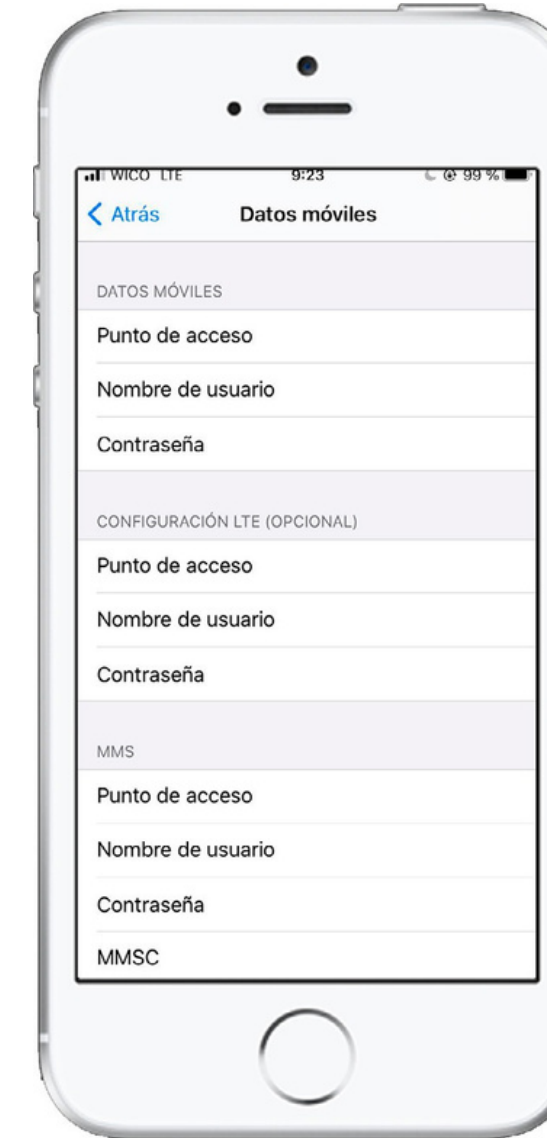 WICO LTE 9:23 99 %
Atrás Datos móviles
DATOS MÓVILES
Punto de acceso
Nombre de usuario
Contraseña
CONFIGURACIÓN LTE (OPCIONAL)
Punto de acceso
Nombre de usuario
Contraseña
MMS
Punto de acceso
Nombre de usuario
Contraseña
MMSC